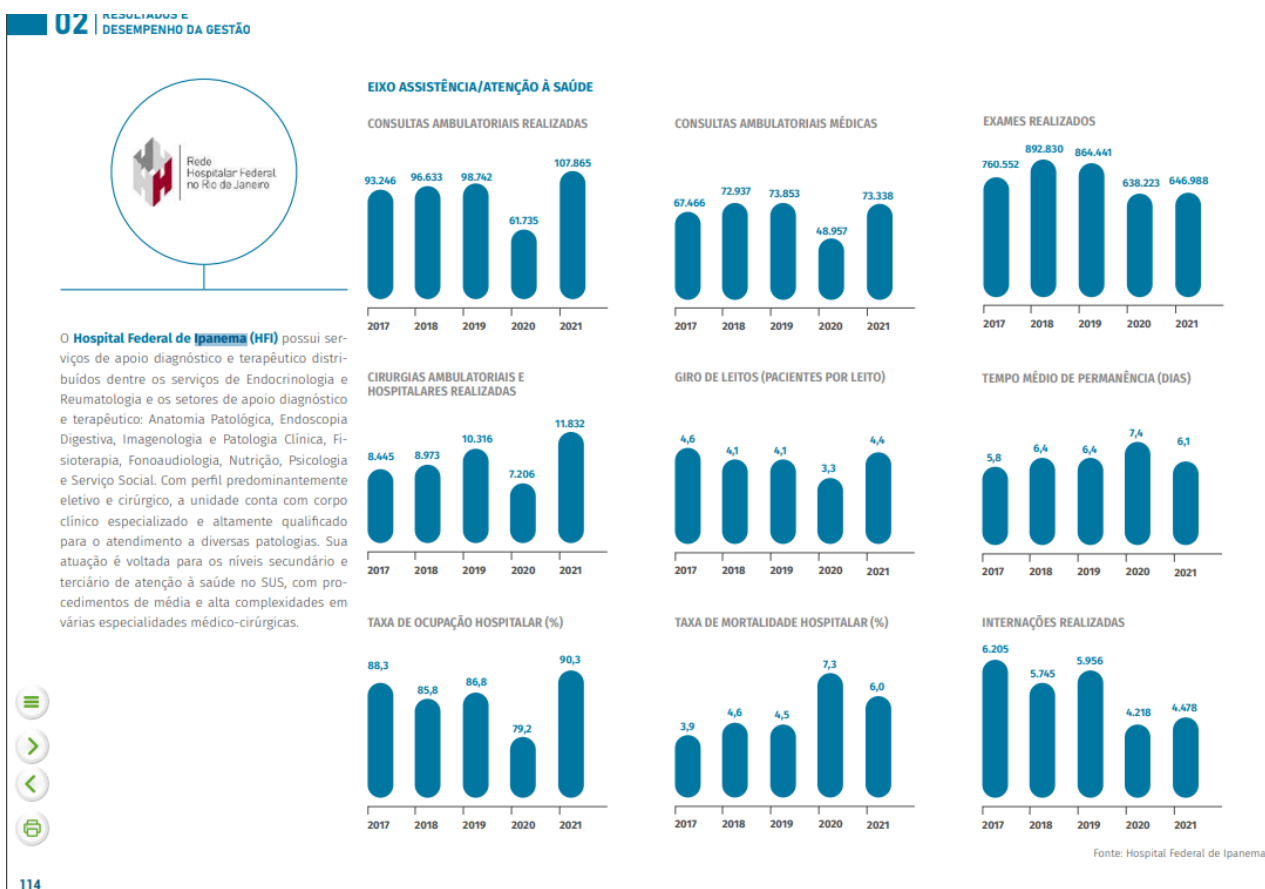 02
RESULTADOS E
DESEMPENHO DA GESTÃO
Rede
Hospitalar Federal
no Rio de Janeiro
O Hospital Federal de Ipanema (HFI) possui ser-
viços de apoio diagnóstico e terapêutico distri-
buídos dentre os serviços de Endocrinologia e
Reumatologia e os setores de apoio diagnóstico
e terapêutico: Anatomia Patológica, Endoscopia
Digestiva, Imagenologia e Patologia Clínica, Fi-
sioterapia, Fonoaudiologia, Nutrição, Psicologia
e Serviço Social. Com perfil predominantemente
eletivo e cirúrgico, a unidade conta com corpo
clínico especializado e altamente qualificado
para o atendimento a diversas patologias. Sua
atuação é voltada para os níveis secundário e
terciário de atenção à saúde no SUS, com pro-
cedimentos de média e alta complexidades em
várias especialidades médico-cirúrgicas.
EIXO ASSISTÊNCIA/ATENÇÃO À SAÚDE
CONSULTAS AMBULATORIAIS REALIZADAS
93.246 96.633 98.742 61.735 107.865
2017 2018 2019 2020 2021
CONSULTAS AMBULATORIAIS MÉDICAS
67.466 72.937 73.853 48.957 73.338
2017 2018 2019 2020 2021
EXAMES REALIZADOS
760.552 892.830 864.441 638.223 646.988
2017 2018 2019 2020 2021
CIRURGIAS AMBULATORIAIS E
HOSPITALARES REALIZADAS
8.445 8.973 10.316 7.206 11.832
2017 2018 2019 2020 2021
GIRO DE LEITOS (PACIENTES POR LEITO)
4,6 4,1 4,1 3,3 4,4
2017 2018 2019 2020 2021
TEMPO MÉDIO DE PERMANÊNCIA (DIAS)
5,8 6,4 6,4 7,4 6,1
2017 2018 2019 2020 2021
TAXA DE OCUPAÇÃO HOSPITALAR (%)
88,3 85,8 86,8 79,2 90,3
2017 2018 2019 2020 2021
TAXA DE MORTALIDADE HOSPITALAR (%)
3,9 4,6 4,5 7,3 6,0
2017 2018 2019 2020 2021
INTERNAÇÕES REALIZADAS
6.205 5.745 5.956 4.218 4.478
2017 2018 2019 2020 2021
Fonte: Hospital Federal de Ipanema
114